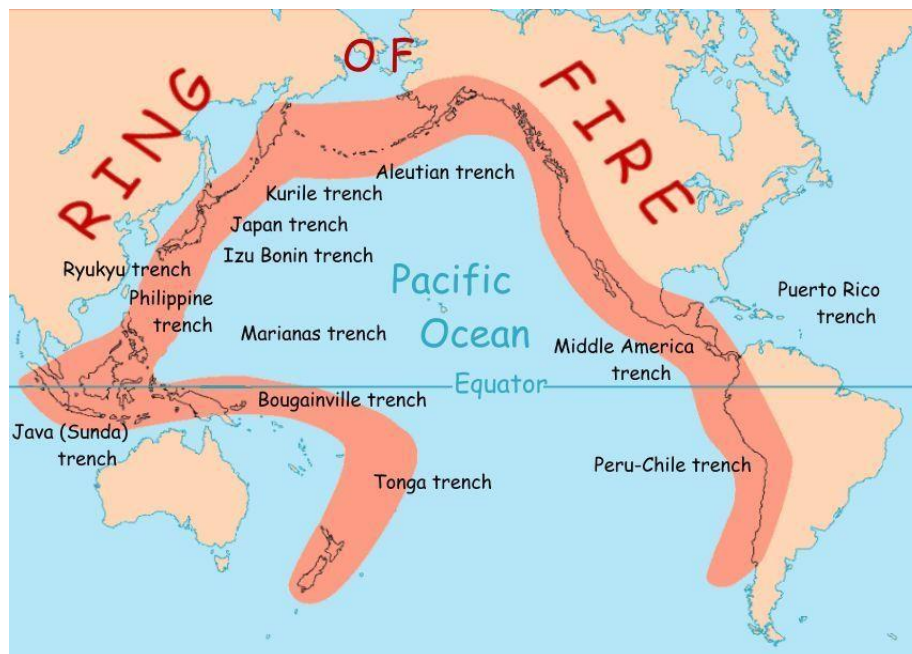 RING OF FIRE
Aleutian trench
Kurile trench
Japan trench
Izu Bonin trench
Ryukyu trench
Philippine
trench
Marianas trench
Pacific
Ocean
Puerto Rico
trench
Middle America
trench
Equator
Bougainville trench
Java (Sunda)
trench
Tonga trench
Peru-Chile trench